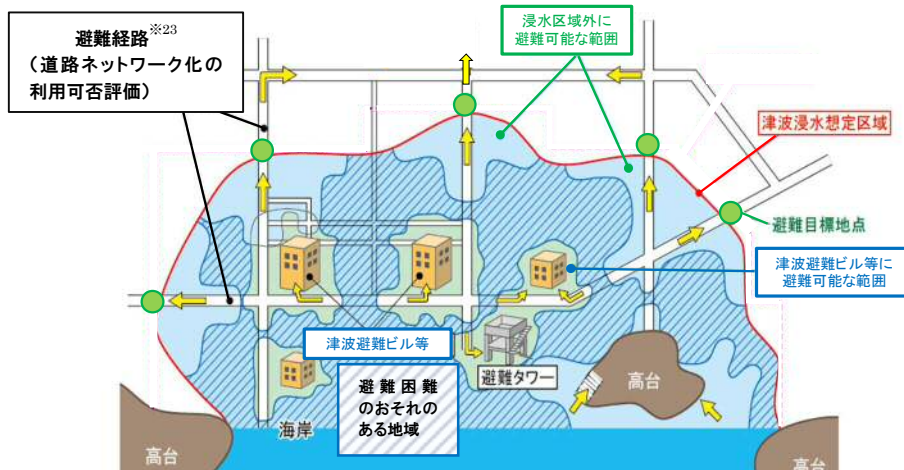 避難経路※23
（道路ネットワーク化の
利用可否評価）
浸水区域外に
避難可能な範囲
津波浸水想定区域
避難目標地点
津波避難ビル等に
避難可能な範囲
津波避難ビル等
避難タワー
避難困難
のおそれの
ある地域
海岸
高台
高台
高台